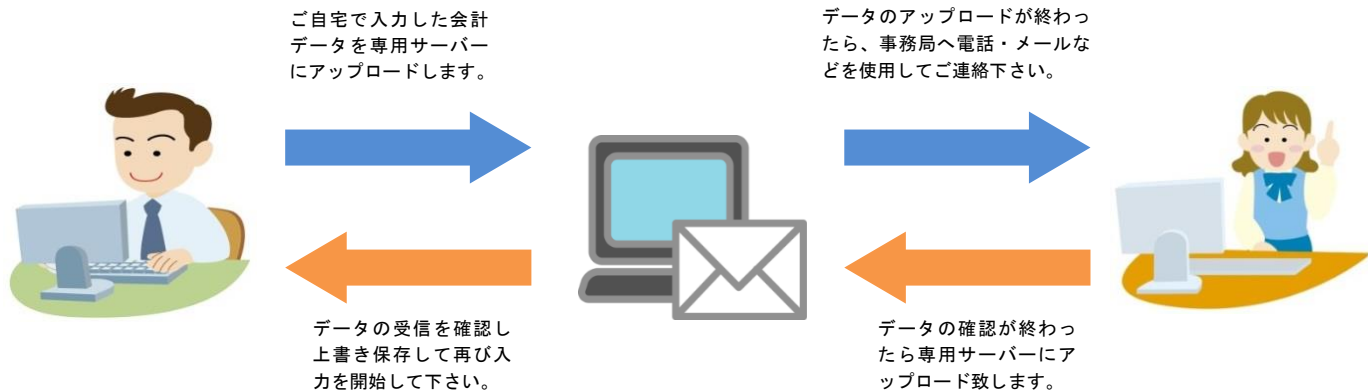 ご自宅で入力した会計
データを専用サーバー
にアップロードします。
データのアップロードが終わっ
たら、事務局へ電話・メールな
どを使用してご連絡下さい。
データの受信を確認し
上書き保存して再び入
力を開始して下さい。
データの確認が終わっ
たら専用サーバーにア
ップロード致します。